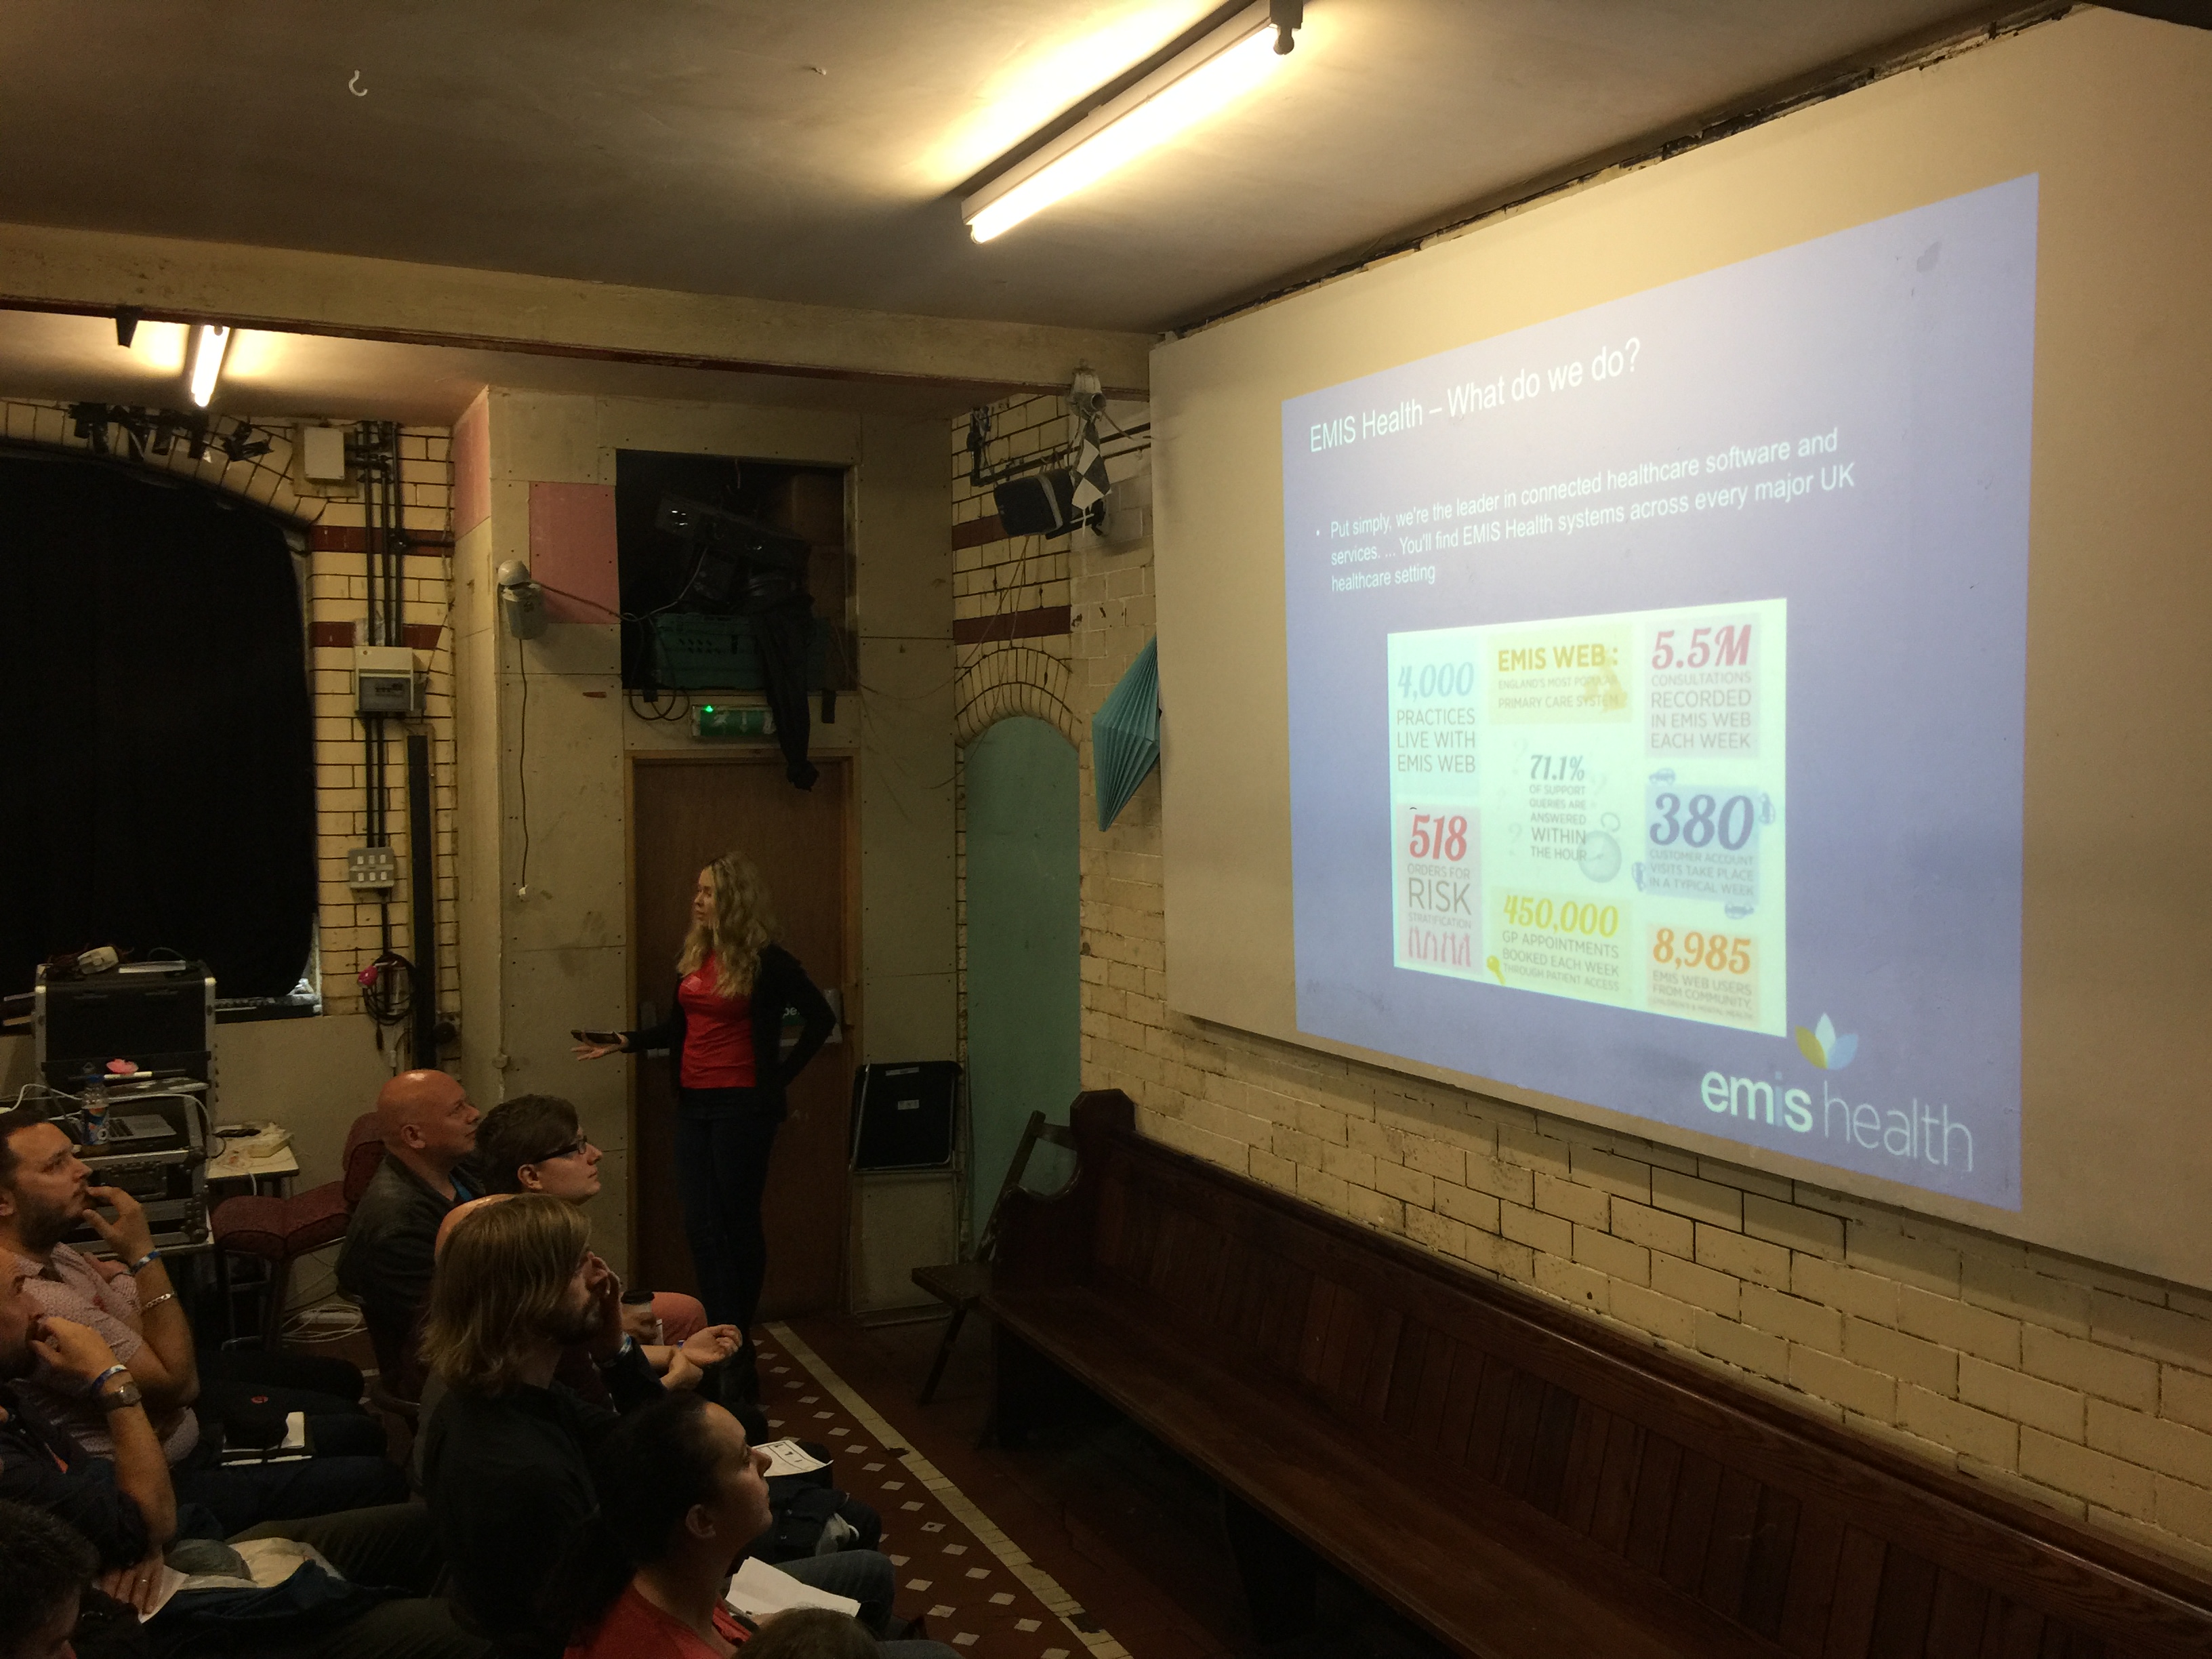 EMIS Health – What do we do?
• Put simply, we're the leader in connected healthcare software and
services. ... You'll find EMIS Health systems across every major UK
healthcare setting
4,000
PRACTICES
LIVE WITH
EMIS WEB
EMIS WEB:
ENGLAND'S MOST POPULAR
PRIMARY CARE SYSTEM
5.5M
CONSULTATIONS
RECORDED
IN EMIS WEB
EACH WEEK
71.1%
OF SUPPORT
QUERIES ARE
ANSWERED
WITHIN
THE HOUR
518
ORDERS FOR
RISK
STRATIFICATION
380
CUSTOMER ACCOUNT
VISITS TAKE PLACE
IN A TYPICAL WEEK
450,000
GP APPOINTMENTS
BOOKED EACH WEEK
THROUGH PATIENT ACCESS
8,985
EMIS WEB USERS
FROM COMMUNITY,
CHILDREN'S & MENTAL HEALTH
emis health